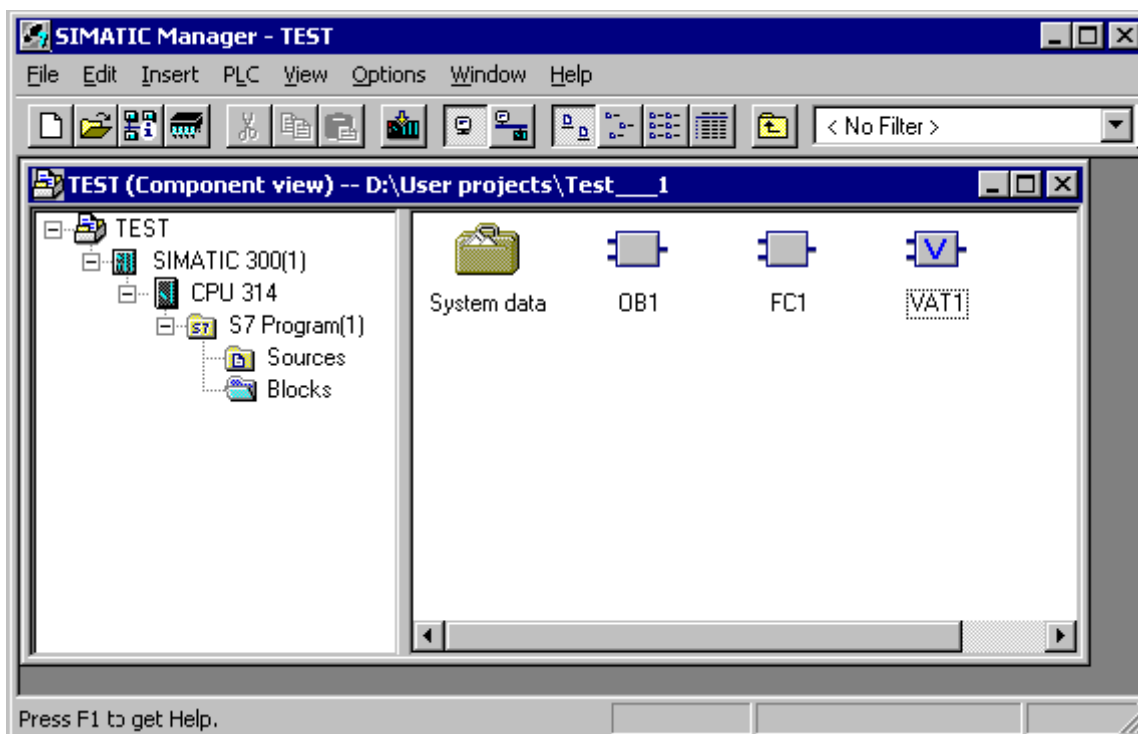 SIMATIC Manager - TEST
File Edit Insert PLC View Options Window Help
< No Filter >
TEST (Component view) -- D:\User projects\Test___1
TEST
SIMATIC 300(1)
CPU 314
S7 Program(1)
Sources
Blocks
System data OB1 FC1 VAT1
Press F1 to get Help.